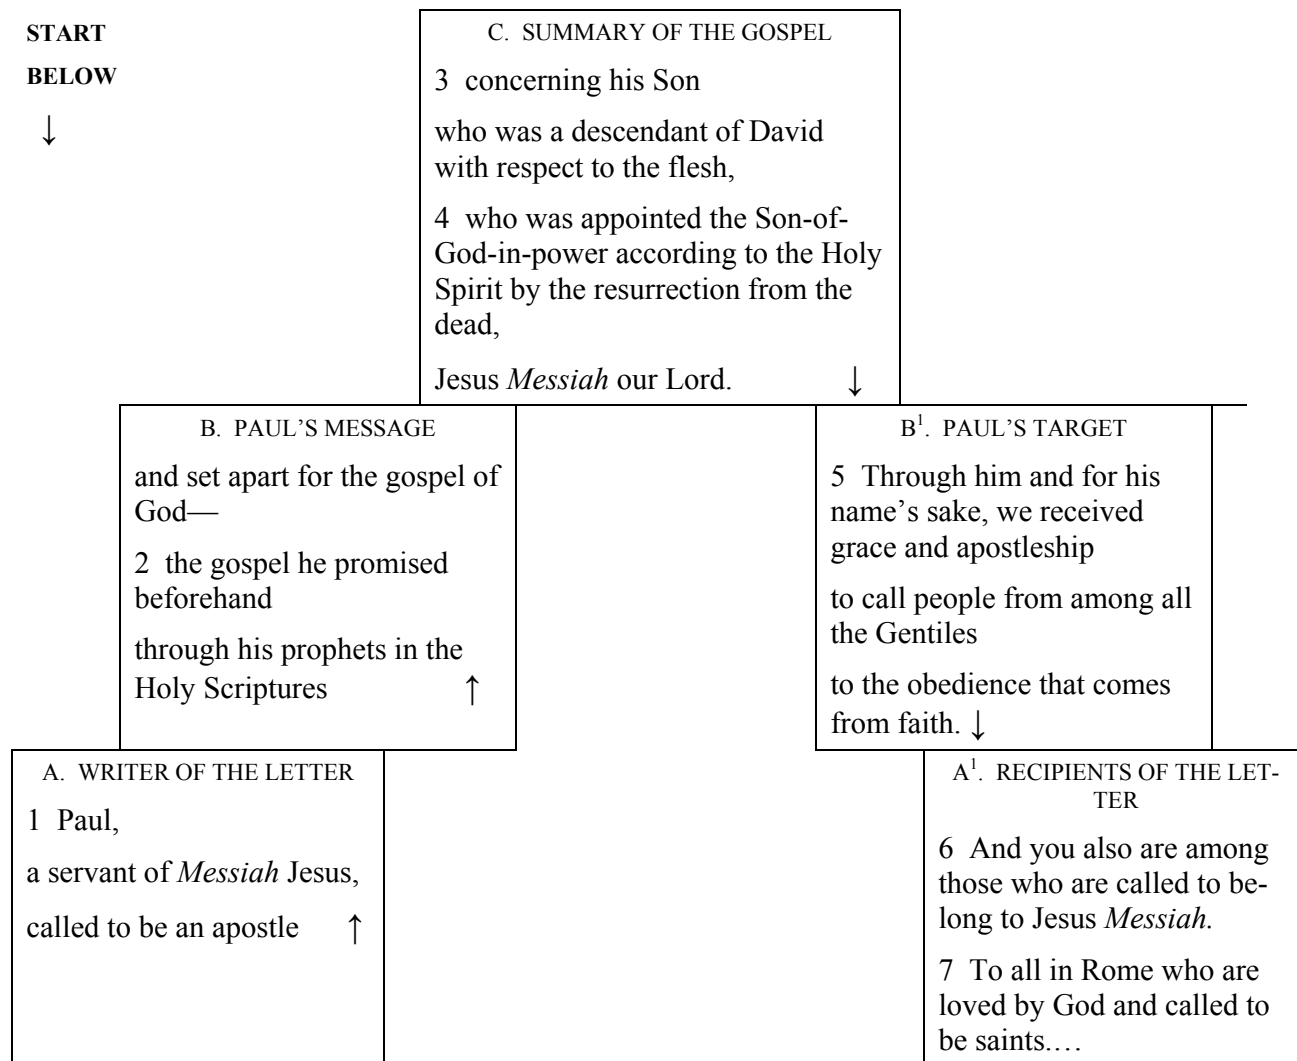 START
BELOW
↓
C. SUMMARY OF THE GOSPEL
3 concerning his Son
who was a descendant of David
with respect to the flesh,
4 who was appointed the Son-of-
God-in-power according to the Holy
Spirit by the resurrection from the
dead,
Jesus Messiah our Lord. ↓
B. PAUL’S MESSAGE
and set apart for the gospel of
God—
2 the gospel he promised
beforehand
through his prophets in the
Holy Scriptures ↑
B¹. PAUL’S TARGET
5 Through him and for his
name’s sake, we received
grace and apostleship
to call people from among all
the Gentiles
to the obedience that comes
from faith. ↓
A. WRITER OF THE LETTER
1 Paul,
a servant of Messiah Jesus,
called to be an apostle ↑
A¹. RECIPIENTS OF THE LET-
TER
6 And you also are among
those who are called to be-
long to Jesus Messiah.
7 To all in Rome who are
loved by God and called to
be saints.…